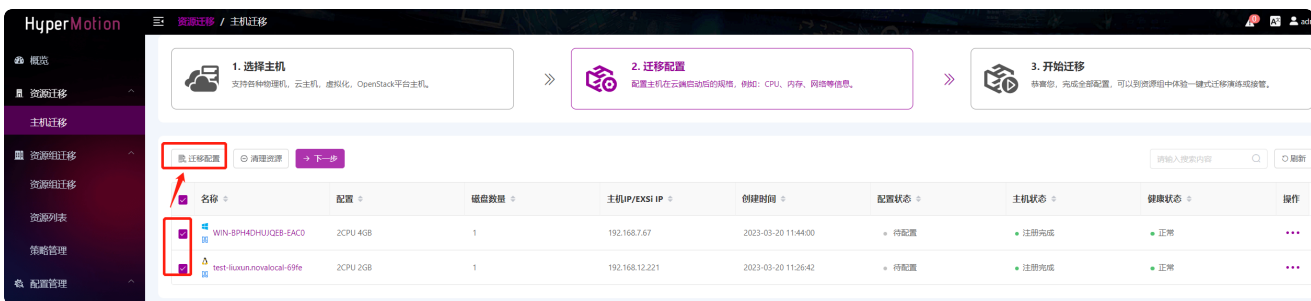 HyperMotion
资源迁移 / 主机迁移
概览
资源迁移
主机迁移
资源组迁移
资源组迁移
资源列表
策略管理
配置管理
1. 选择主机
支持各种物理机，云主机，虚拟化，OpenStack平台主机。
2. 迁移配置
配置主机在云端启动后的规格，例如：CPU、内存、网络等信息。
3. 开始迁移
恭喜您，完成全部配置，可以到资源组中体验一键式迁移演练或接管。
迁移配置 清理资源 下一步 请输入搜索内容 刷新
名称 配置 磁盘数量 主机IP/EXSi IP 创建时间 配置状态 主机状态 健康状态 操作
WIN-BPH4DHUJQEB-EAC0 2CPU 4GB 1 192.168.7.67 2023-03-20 11:44:00 待配置 注册完成 正常
test-liuxun.novalocal-69fe 2CPU 2GB 1 192.168.12.221 2023-03-20 11:26:42 待配置 注册完成 正常